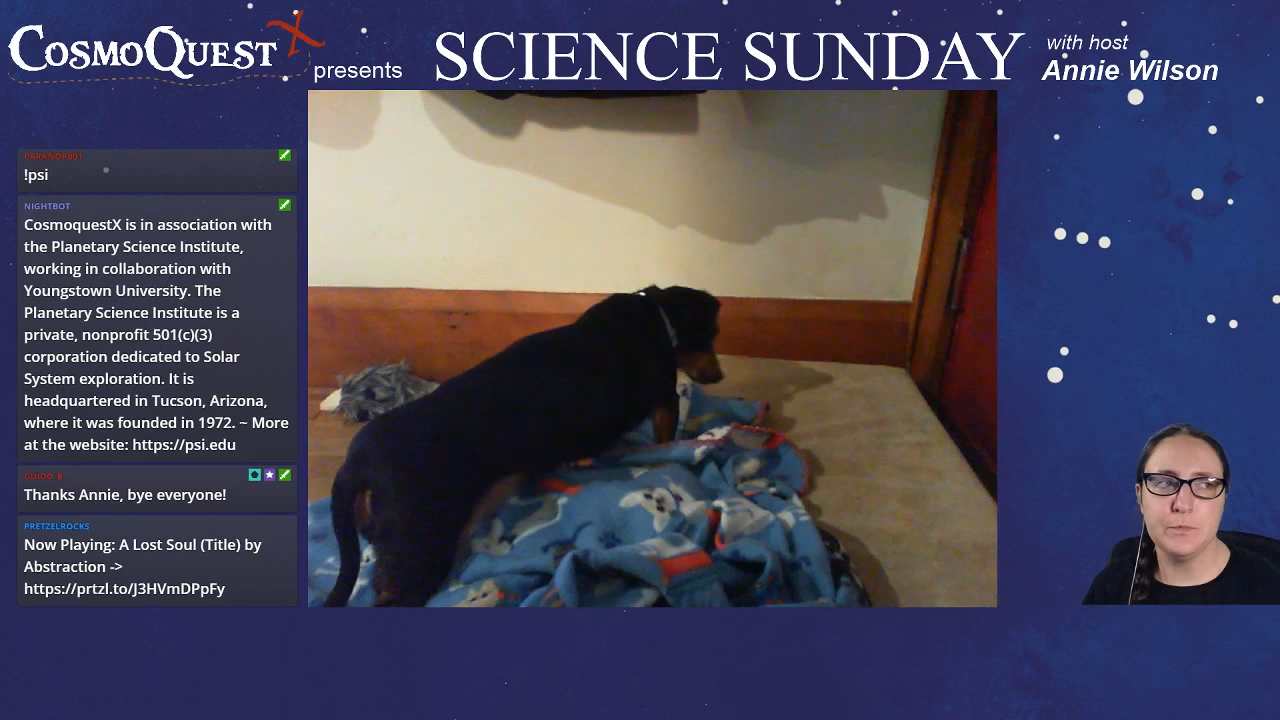 COSMOQUEST X
presents
SCIENCE SUNDAY
with host
Annie Wilson
PARANOR001
!psi
NIGHTBOT
CosmoquestX is in association with
the Planetary Science Institute,
working in collaboration with
Youngstown University. The
Planetary Science Institute is a
private, nonprofit 501(c)(3)
corporation dedicated to Solar
System exploration. It is
headquartered in Tucson, Arizona,
where it was founded in 1972. ~ More
at the website: https://psi.edu
GUIDO B
Thanks Annie, bye everyone!
PRETZELROCKS
Now Playing: A Lost Soul (Title) by
Abstraction ->
https://prtzl.to/J3HVmDPpFy